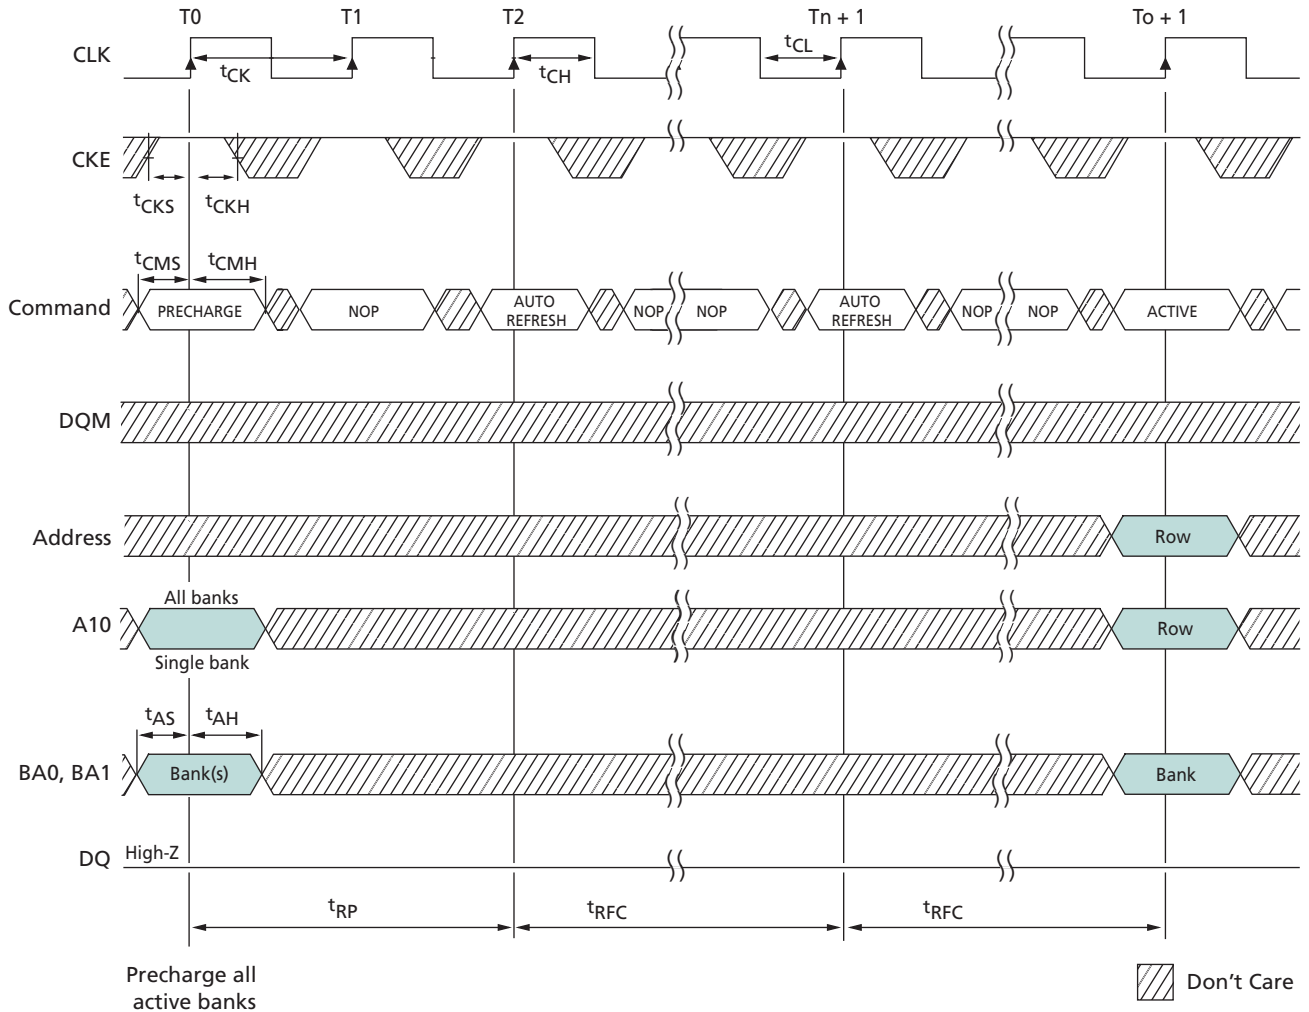 T0 T1 T2 Tn + 1 To + 1
CLK
tCK tCH tCL
CKE
tCKS tCKH
tCMS tCMH
Command
PRECHARGE NOP AUTO REFRESH NOP NOP AUTO REFRESH NOP NOP ACTIVE
DQM
Address Row
All banks
A10 Row
Single bank
tAS tAH
BA0, BA1 Bank(s) Bank
DQ High-Z
tRP tRFC tRFC
Precharge all
active banks
Don't Care